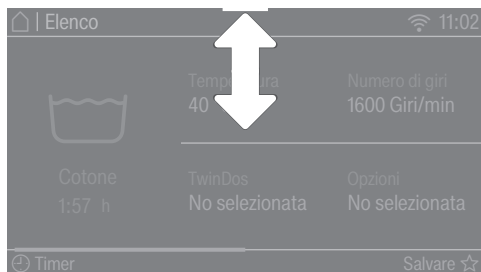 | Elenco 11:02
Temperatura Numero di giri
40 1600 Giri/min
Cotone TwinDos Opzioni
1:57 h No selezionata No selezionata
Timer Salvare